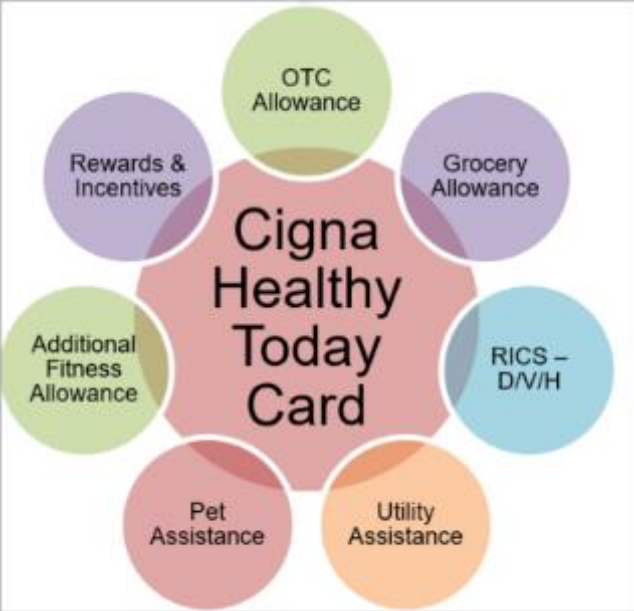 OTC
Allowance
Rewards &
Incentives
Grocery
Allowance
Cigna
Healthy
Today
Card
Additional
Fitness
Allowance
RICS –
D/V/H
Pet
Assistance
Utility
Assistance